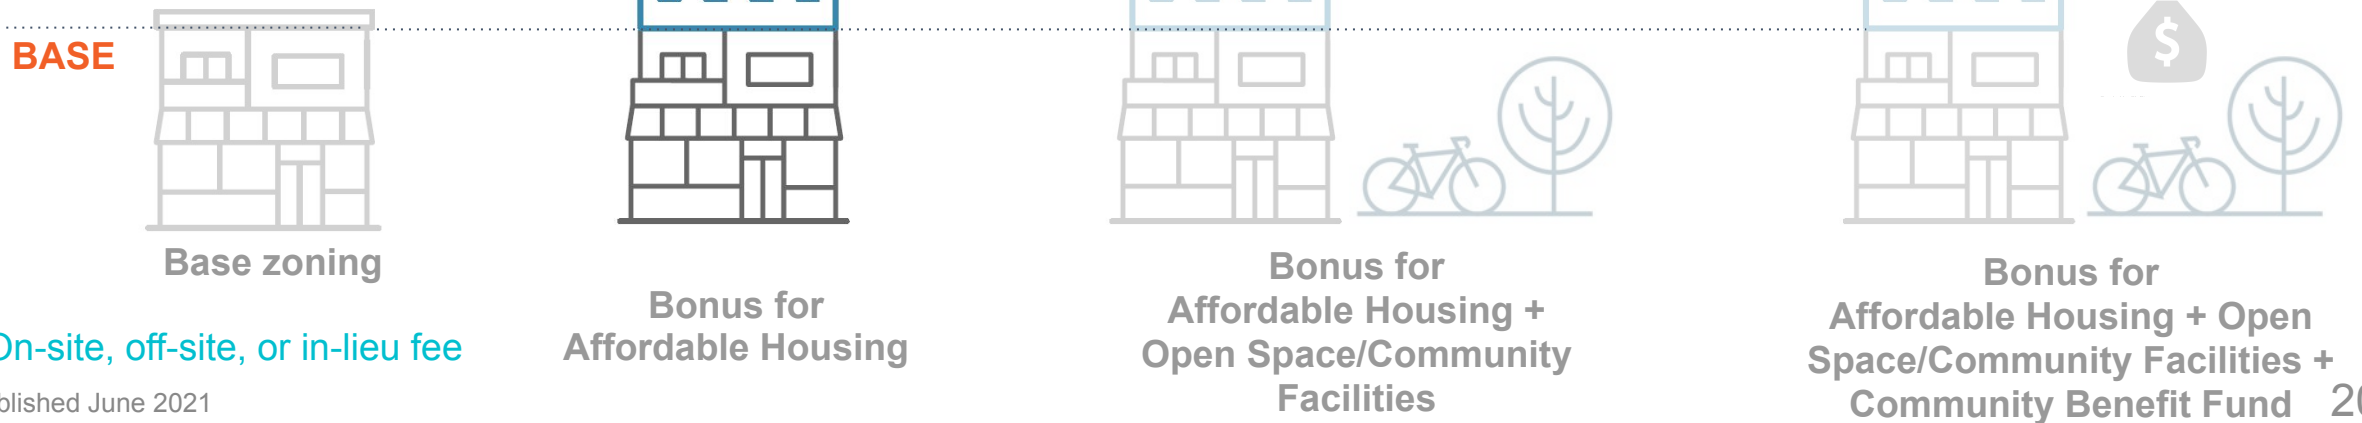 BASE
$
Base zoning
On-site, off-site, or in-lieu fee
blished June 2021
Bonus for
Affordable Housing
Bonus for
Affordable Housing +
Open Space/Community
Facilities
Bonus for
Affordable Housing + Open
Space/Community Facilities +
Community Benefit Fund
20